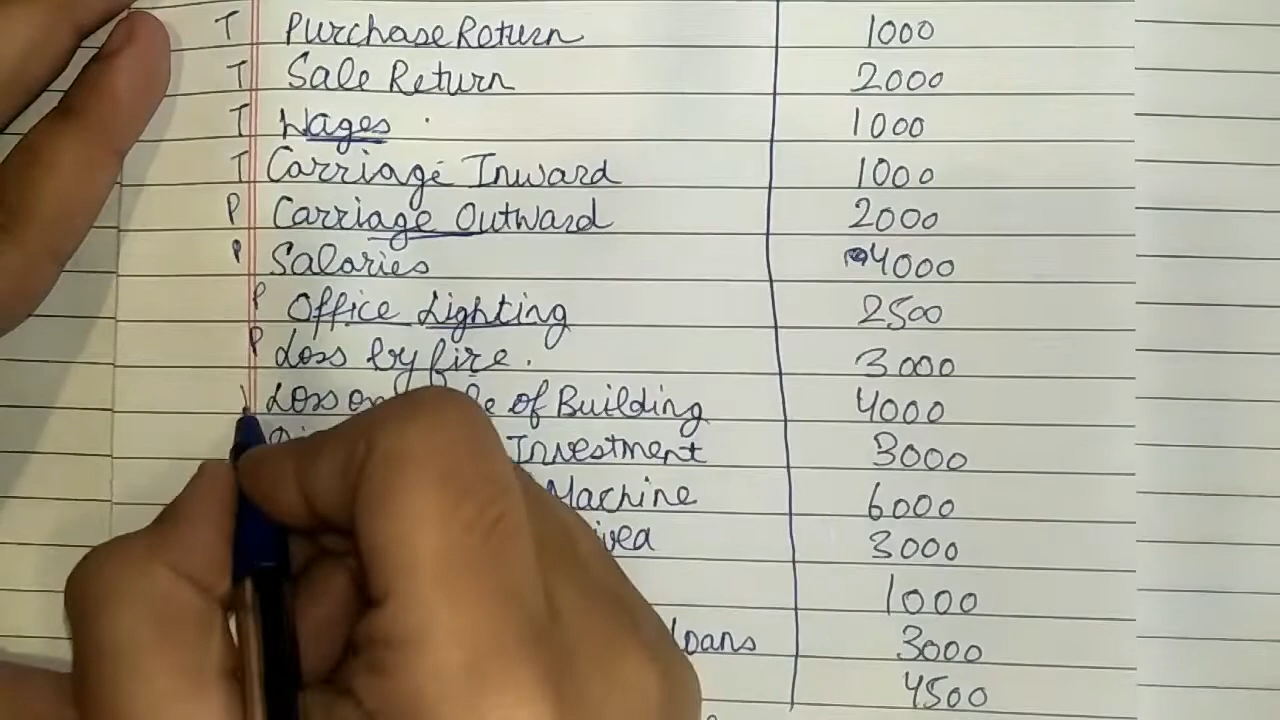 T Purchase Return 1000
T Sale Return 2000
T Wages 1000
T Carriage Inward 1000
P Carriage Outward 2000
P Salaries 4000
P Office Lighting 2500
P Loss by fire. 3000
Loss of Building 4000
Investment 3000
Machine 6000
3000
1000
loans 3000
4500